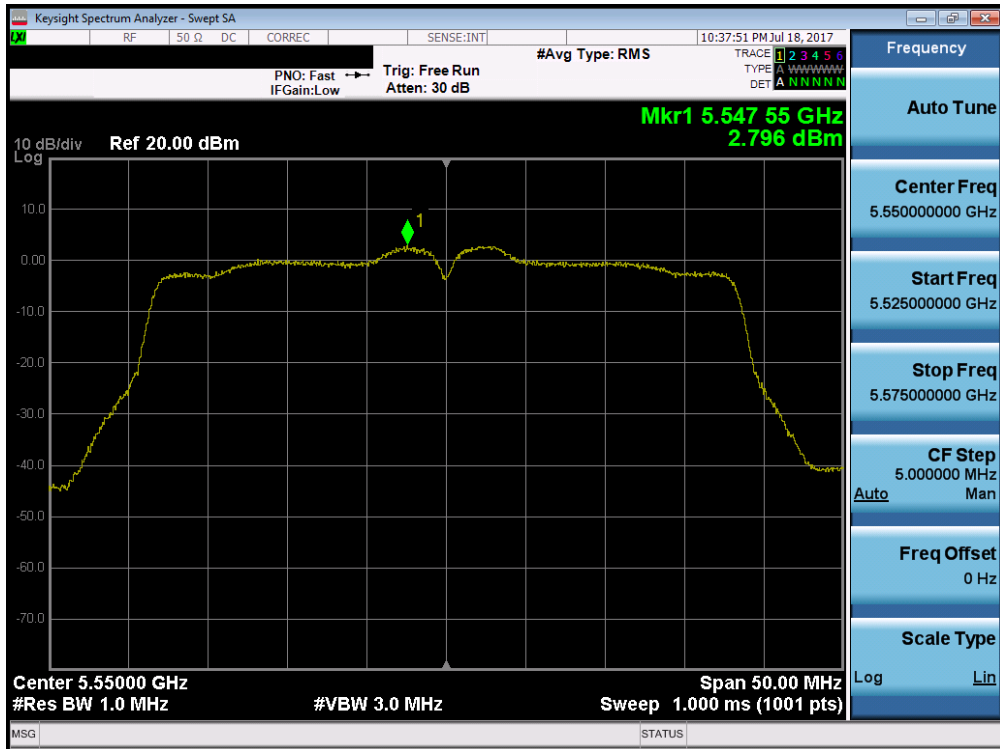 Keysight Spectrum Analyzer - Swept SA
LXI RF 50 Ω DC CORREC SENSE:INT 10:37:51 PM Jul 18, 2017
#Avg Type: RMS
TRACE 1 2 3 4 5 6
PNO: Fast Trig: Free Run
TYPE A WWWWW
IFGain:Low Atten: 30 dB
DET A N N N N N
Mkr1 5.547 55 GHz
2.796 dBm
10 dB/div Ref 20.00 dBm
Log
10.0
1
0.00
-10.0
-20.0
-30.0
-40.0
-50.0
-60.0
-70.0
Center 5.55000 GHz Span 50.00 MHz
#Res BW 1.0 MHz #VBW 3.0 MHz Sweep 1.000 ms (1001 pts)
MSG STATUS
Frequency
Auto Tune
Center Freq
5.550000000 GHz
Start Freq
5.525000000 GHz
Stop Freq
5.575000000 GHz
CF Step
5.000000 MHz
Auto Man
Freq Offset
0 Hz
Scale Type
Log Lin